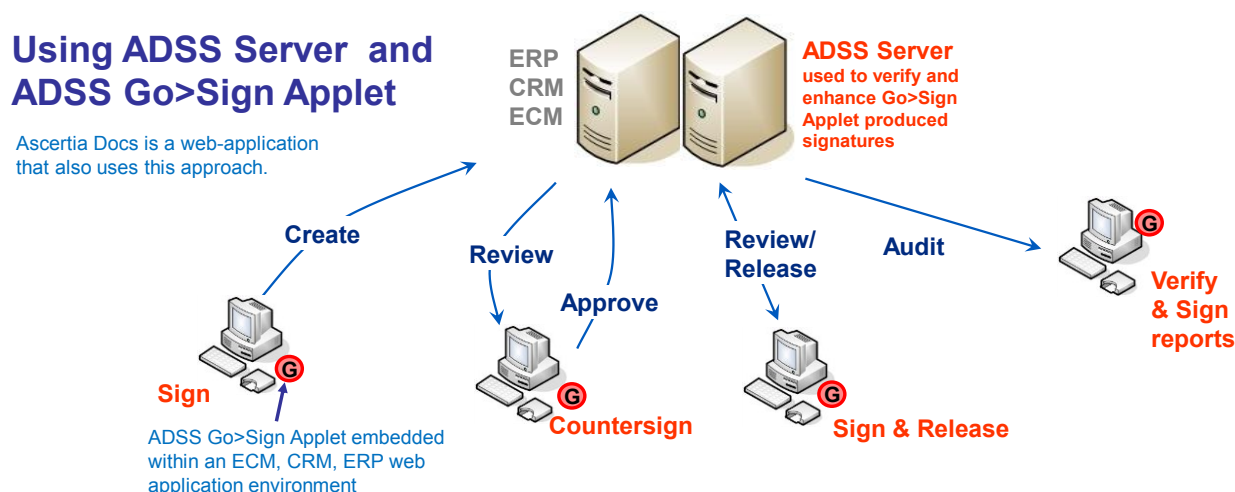 Using ADSS Server and
ADSS Go>Sign Applet
Ascertia Docs is a web-application
that also uses this approach.
ERP
CRM
ECM
ADSS Server
used to verify and
enhance Go>Sign
Applet produced
signatures
Create
Review
Approve
Review/
Release
Audit
G
Verify
& Sign
reports
Sign
G
G
Countersign
G
Sign & Release
ADSS Go>Sign Applet embedded
within an ECM, CRM, ERP web
application environment